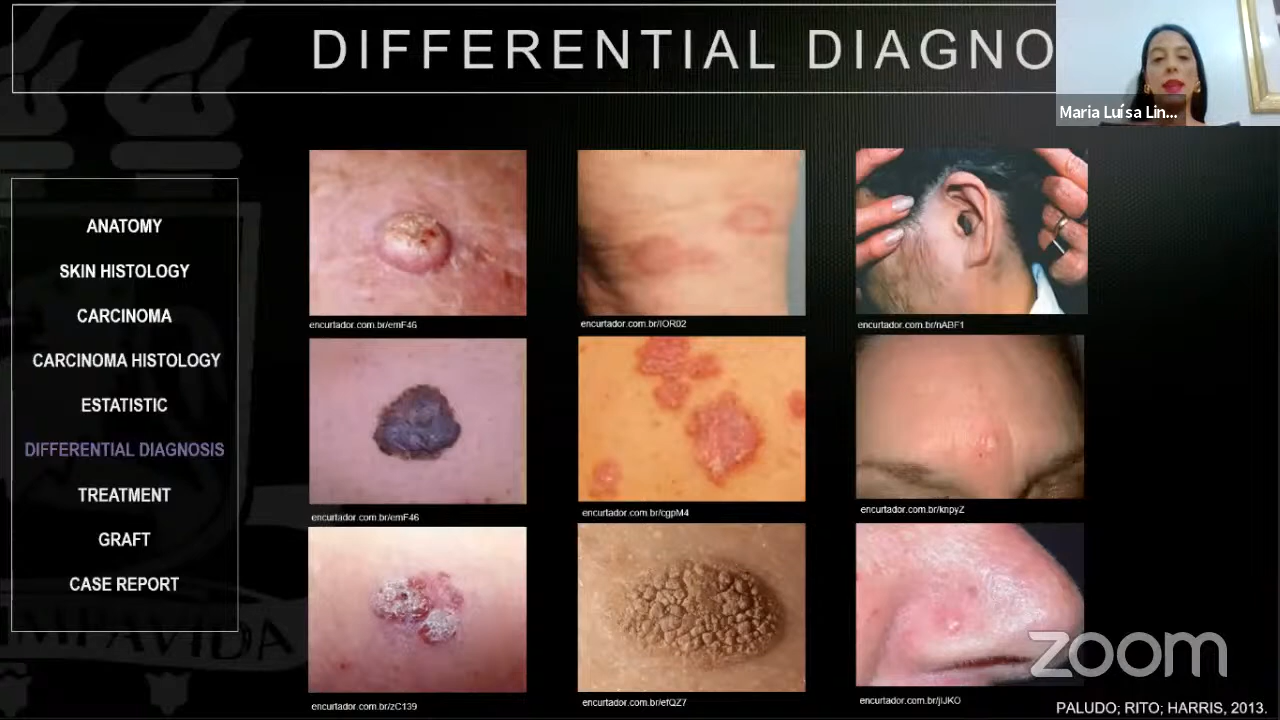 DIFFERENTIAL DIAGNO
Maria Luísa Lin...
ANATOMY
SKIN HISTOLOGY
CARCINOMA
CARCINOMA HISTOLOGY
ESTATISTIC
DIFFERENTIAL DIAGNOSIS
TREATMENT
GRAFT
CASE REPORT
encurtador.com.br/emF46
encurtador.com.br/IOR02
encurtador.com.br/nABF1
encurtador.com.br/emF46
encurtador.com.br/cgpM4
encurtador.com.br/knpyZ
encurtador.com.br/zC139
encurtador.com.br/efQZ7
encurtador.com.br/jIJKO
zoom
PALUDO; RITO; HARRIS, 2013.